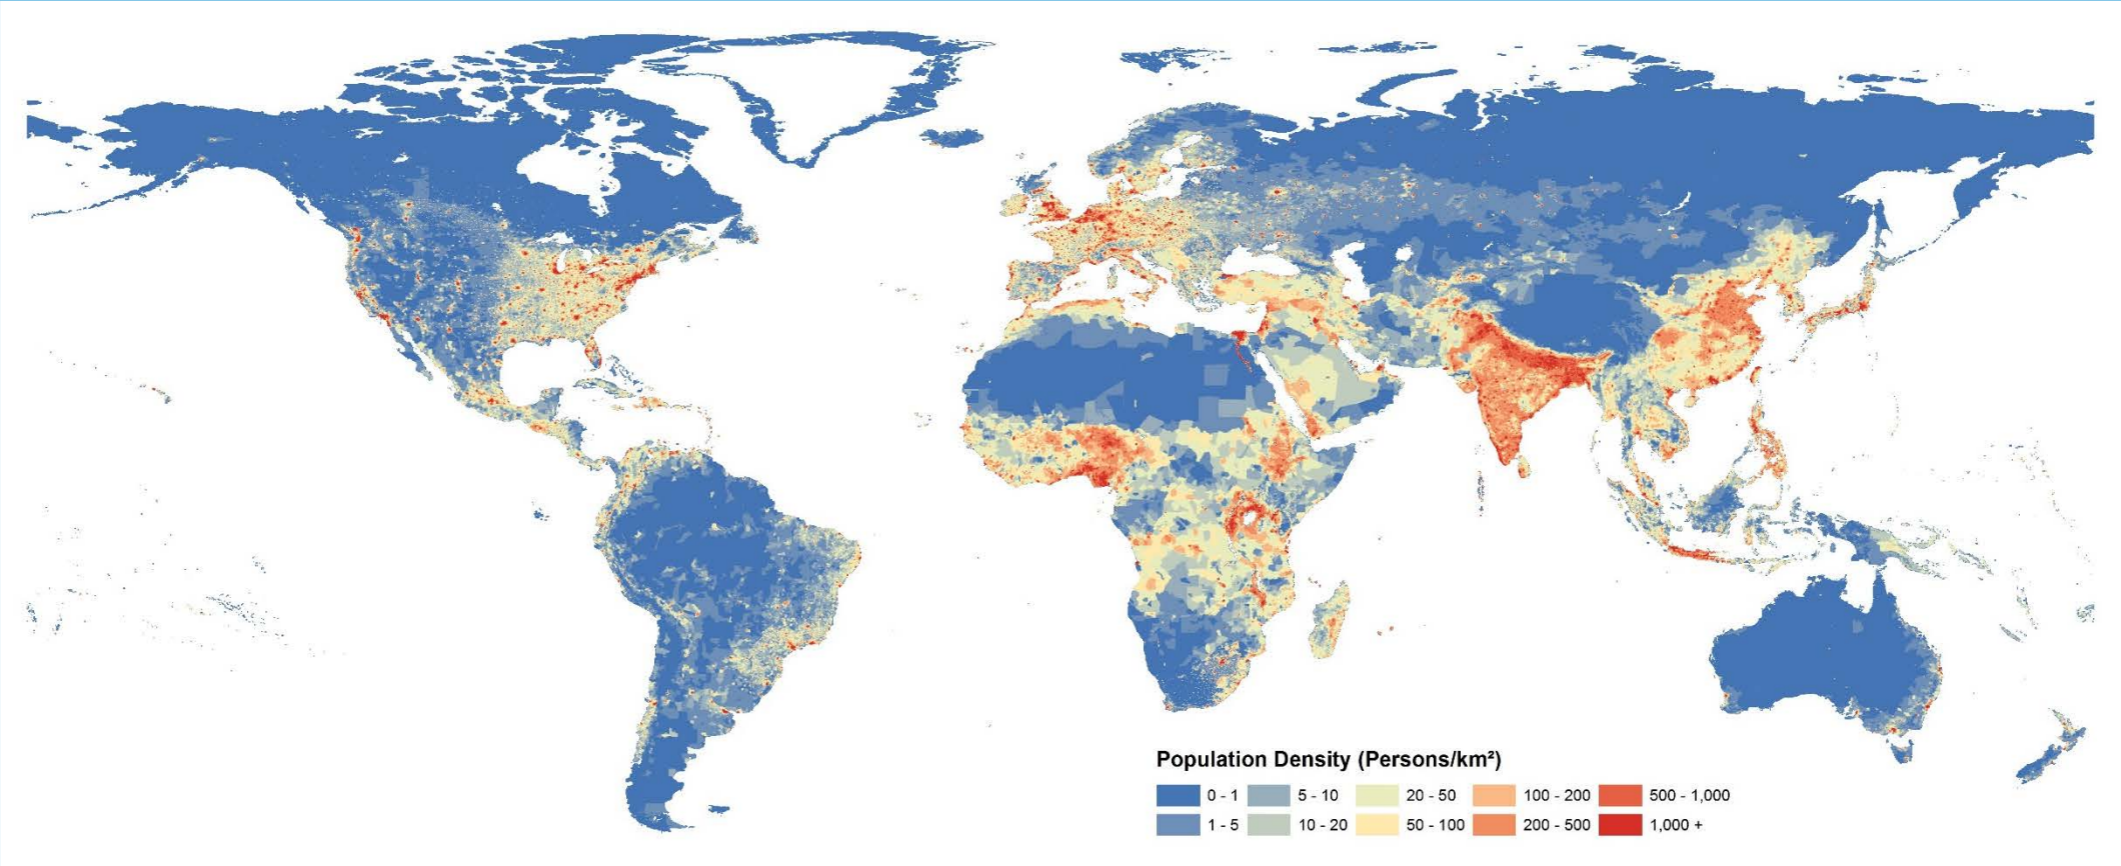 Population Density (Persons/km²)
0 - 1 5 - 10 20 - 50 100 - 200 500 - 1,000
1 - 5 10 - 20 50 - 100 200 - 500 1,000 +